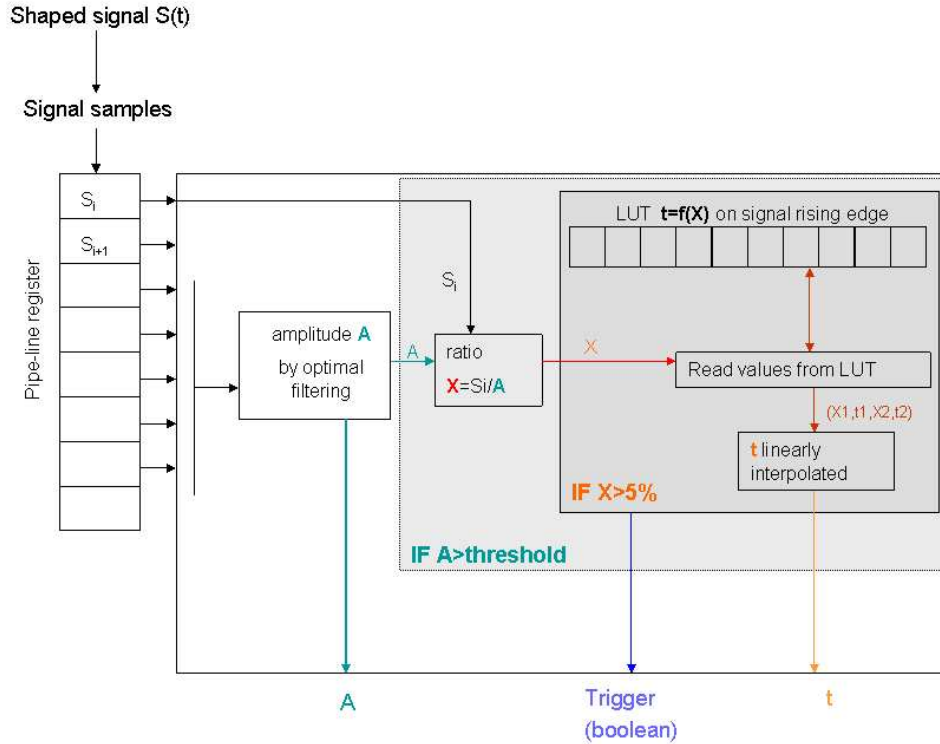 Shaped signal S(t)
Signal samples
Pipe-line register
Si
Si+1
LUT t=f(X) on signal rising edge
Si
amplitude A
by optimal
filtering
A
ratio
X=Si/A
X
Read values from LUT
(X1,t1,X2,t2)
t linearly
interpolated
IF X>5%
IF A>threshold
A
Trigger
(boolean)
t